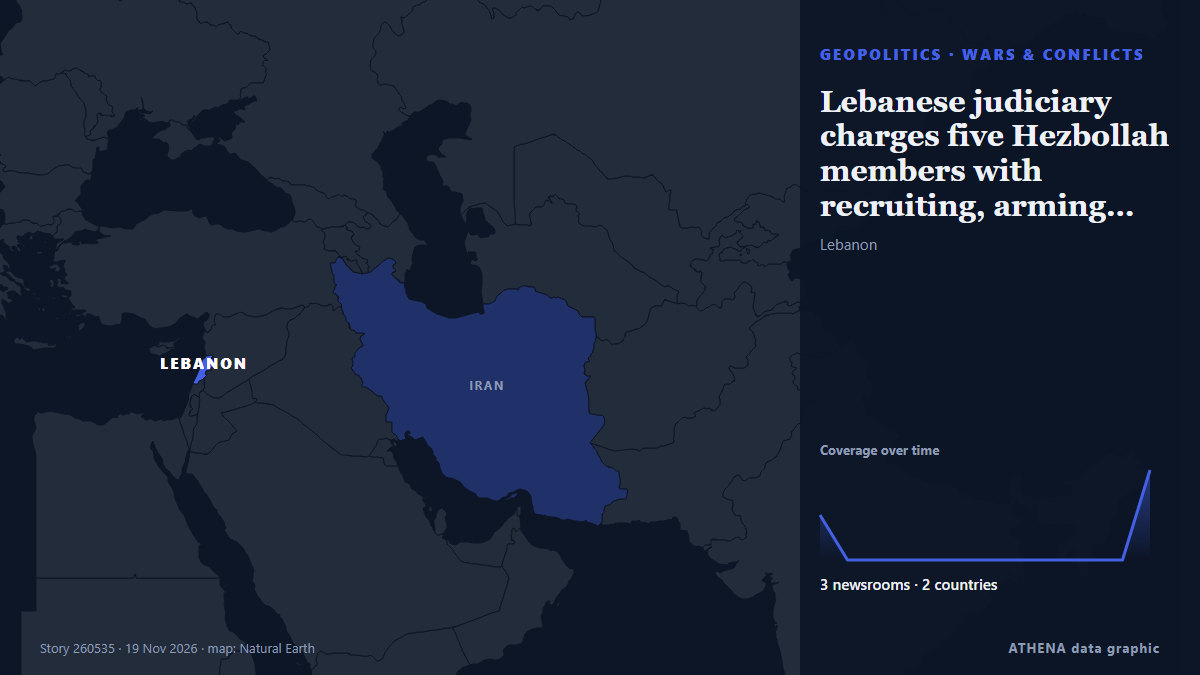 GEOPOLITICS · WARS & CONFLICTS
Lebanese judiciary
charges five Hezbollah
members with
recruiting, arming...
Lebanon
LEBANON
IRAN
Coverage over time
3 newsrooms · 2 countries
Story 260535 · 19 Nov 2026 · map: Natural Earth
ATHENA data graphic